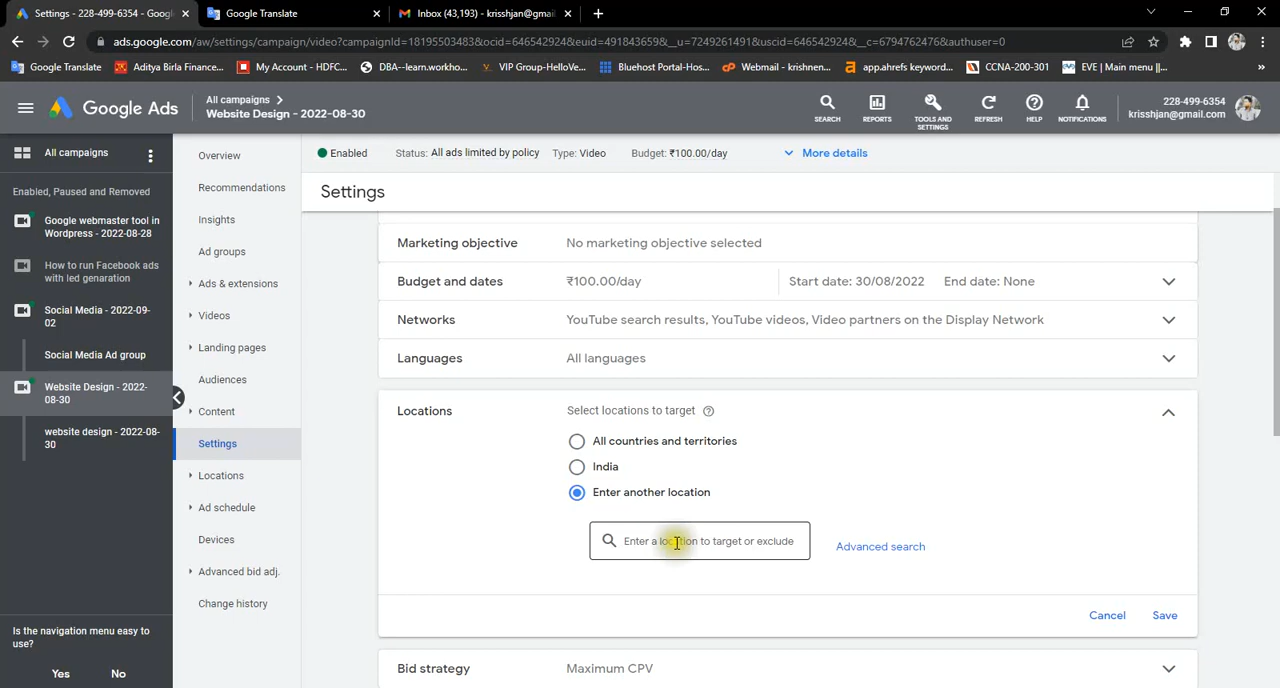 Settings - 228-499-6354 - Googl
Google Translate
Inbox (43,193) - krisshjan@gmai
ads.google.com/aw/settings/campaign/video?campaignId=18195503483&ocid=646542924&euid=491843659&__u=7249261491&uscid=646542924&__c=6794762476&authuser=0
Google Translate
Aditya Birla Finance...
My Account - HDFC...
DBA--learn.workho...
VIP Group-HelloVe...
Bluehost Portal-Hos...
Webmail - krishnen...
app.ahrefs keyword...
CCNA-200-301
EVE | Main menu ||...
Google Ads
All campaigns
Website Design - 2022-08-30
SEARCH
REPORTS
TOOLS AND
SETTINGS
REFRESH
HELP
NOTIFICATIONS
228-499-6354
krisshjan@gmail.com
All campaigns
Enabled, Paused and Removed
Google webmaster tool in
Wordpress - 2022-08-28
How to run Facebook ads
with led genaration
Social Media - 2022-09-
02
Social Media Ad group
Website Design - 2022-
08-30
website design - 2022-08-
30
Is the navigation menu easy to
use?
Yes
No
Overview
Recommendations
Insights
Ad groups
Ads & extensions
Videos
Landing pages
Audiences
Content
Settings
Locations
Ad schedule
Devices
Advanced bid adj.
Change history
Enabled
Status: All ads limited by policy
Type: Video
Budget: ₹100.00/day
More details
Settings
Marketing objective
No marketing objective selected
Budget and dates
₹100.00/day
Start date: 30/08/2022
End date: None
Networks
YouTube search results, YouTube videos, Video partners on the Display Network
Languages
All languages
Locations
Select locations to target
All countries and territories
India
Enter another location
Enter a location to target or exclude
Advanced search
Cancel
Save
Bid strategy
Maximum CPV